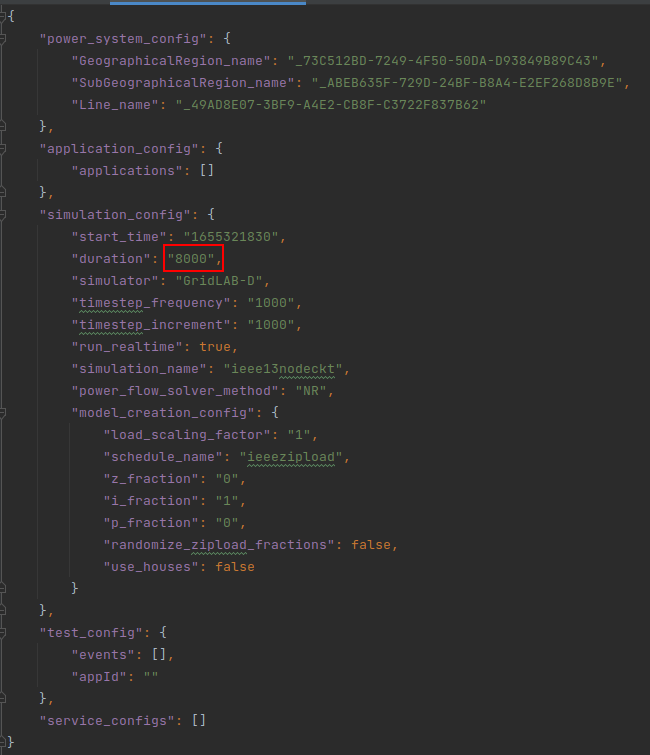 {
    "power_system_config": {
        "GeographicalRegion_name": "_73C512BD-7249-4F50-50DA-D93849B89C43",
        "SubGeographicalRegion_name": "_ABEB635F-729D-24BF-B8A4-E2EF268D8B9E",
        "Line_name": "_49AD8E07-3BF9-A4E2-CB8F-C3722F837B62"
    },
    "application_config": {
        "applications": []
    },
    "simulation_config": {
        "start_time": "1655321830",
        "duration": "8000",
        "simulator": "GridLAB-D",
        "timestep_frequency": "1000",
        "timestep_increment": "1000",
        "run_realtime": true,
        "simulation_name": "ieee13nodeckt",
        "power_flow_solver_method": "NR",
        "model_creation_config": {
            "load_scaling_factor": "1",
            "schedule_name": "ieeezipload",
            "z_fraction": "0",
            "i_fraction": "1",
            "p_fraction": "0",
            "randomize_zipload_fractions": false,
            "use_houses": false
        }
    },
    "test_config": {
        "events": [],
        "appId": ""
    },
    "service_configs": []
}